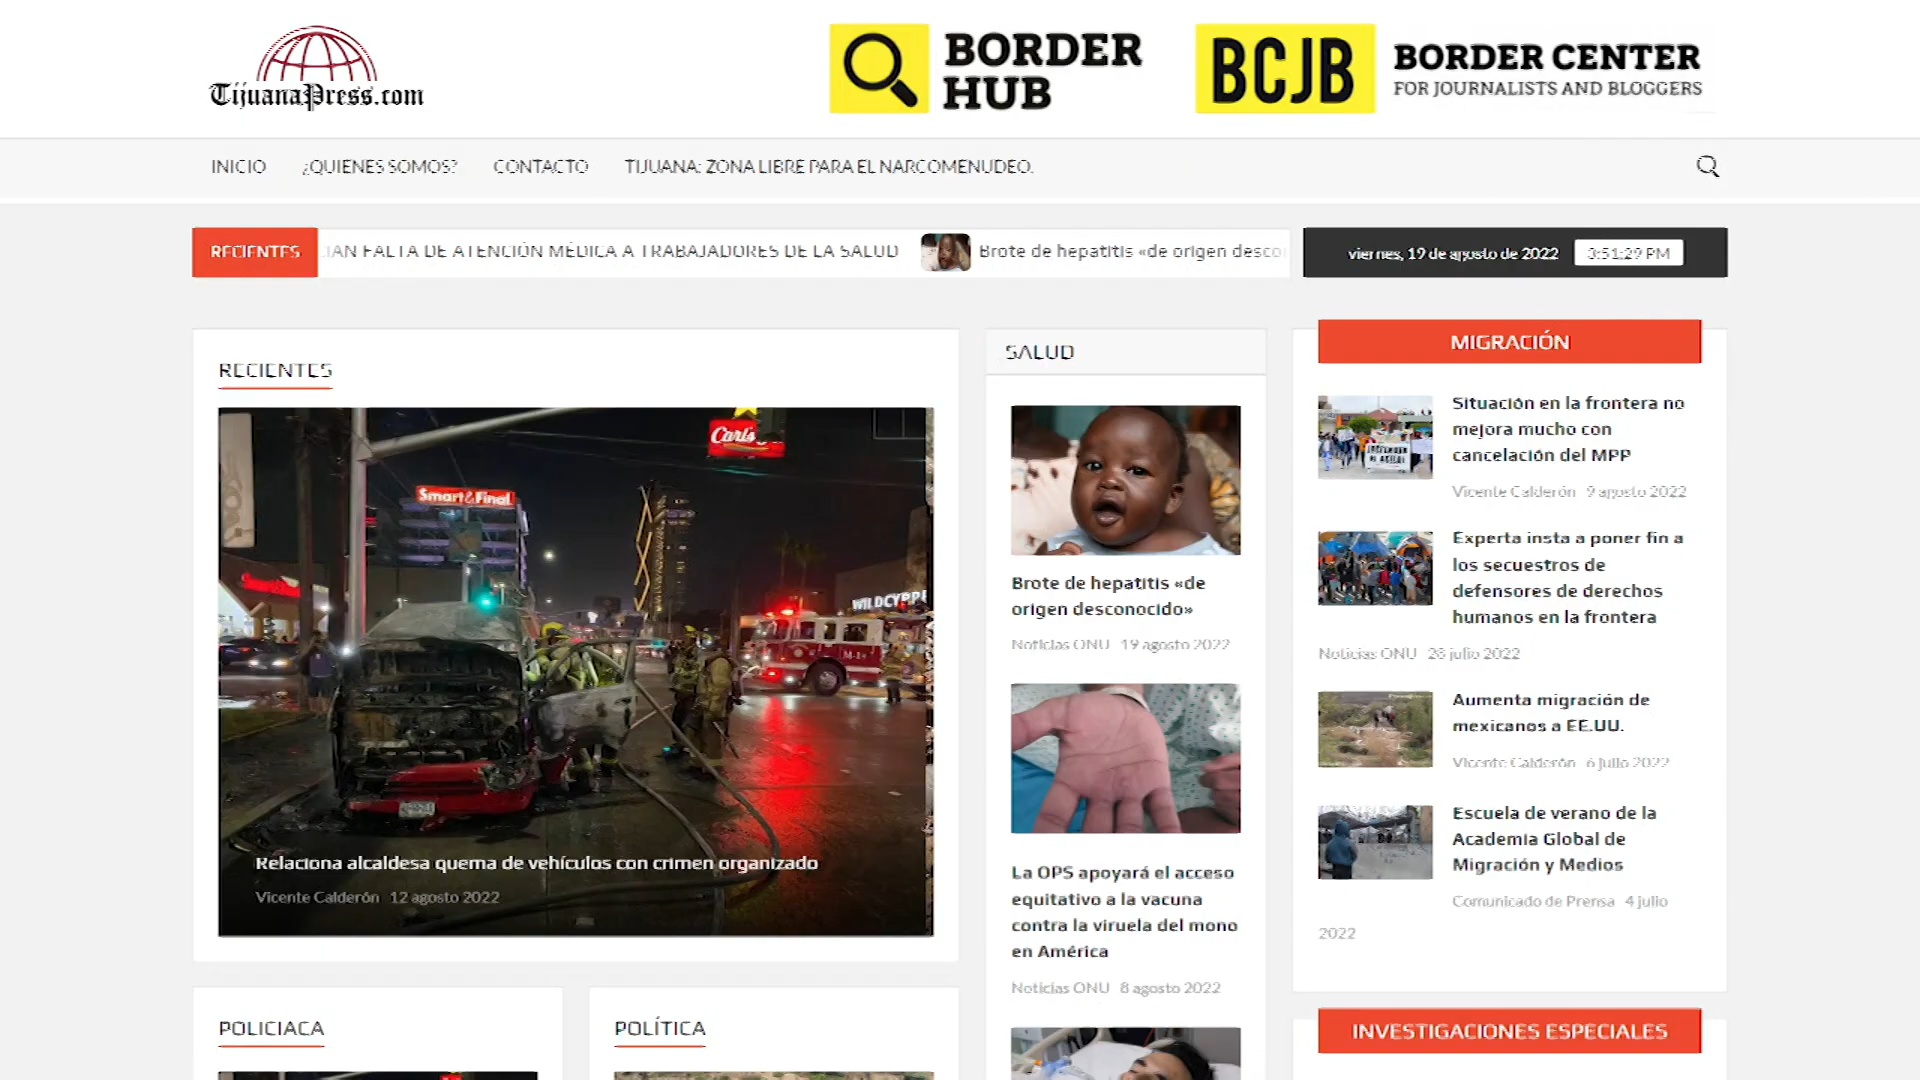 TijuanaPress.com
BORDER
HUB
BCJB
BORDER CENTER
FOR JOURNALISTS AND BLOGGERS
INICIO
¿QUIENES SOMOS?
CONTACTO
TIJUANA: ZONA LIBRE PARA EL NARCOMENUDEO.
RECIENTES
FALTA DE ATENCIÓN MÉDICA A TRABAJADORES DE LA SALUD
Brote de hepatitis «de origen desco
viernes, 19 de agosto de 2022
3:51:29 PM
RECIENTES
Carl's
Smart & Final
WILDCYPRE
Relaciona alcaldesa quema de vehículos con crimen organizado
Vicente Calderón 12 agosto 2022
SALUD
Brote de hepatitis «de
origen desconocido»
Noticias ONU 19 agosto 2022
La OPS apoyará el acceso
equitativo a la vacuna
contra la viruela del mono
en América
Noticias ONU 8 agosto 2022
MIGRACIÓN
Situación en la frontera no
mejora mucho con
cancelación del MPP
Vicente Calderón 9 agosto 2022
Experta insta a poner fin a
los secuestros de
defensores de derechos
humanos en la frontera
Noticias ONU 28 julio 2022
Aumenta migración de
mexicanos a EE.UU.
Vicente Calderón 6 julio 2022
Escuela de verano de la
Academia Global de
Migración y Medios
Comunicado de Prensa 4 julio
2022
POLICIACA
POLÍTICA
INVESTIGACIONES ESPECIALES